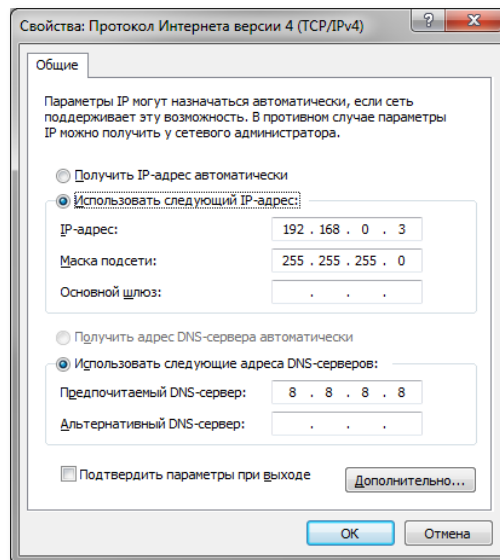 Свойства: Протокол Интернета версии 4 (TCP/IPv4)
Общие
Параметры IP могут назначаться автоматически, если сеть
поддерживает эту возможность. В противном случае параметры
IP можно получить у сетевого администратора.
Получить IP-адрес автоматически
Использовать следующий IP-адрес:
IP-адрес: 192 . 168 . 0 . 3
Маска подсети: 255 . 255 . 255 . 0
Основной шлюз: . . .
Получить адрес DNS-сервера автоматически
Использовать следующие адреса DNS-серверов:
Предпочитаемый DNS-сервер: 8 . 8 . 8 . 8
Альтернативный DNS-сервер: . . .
Подтвердить параметры при выходе
Дополнительно...
ОК Отмена